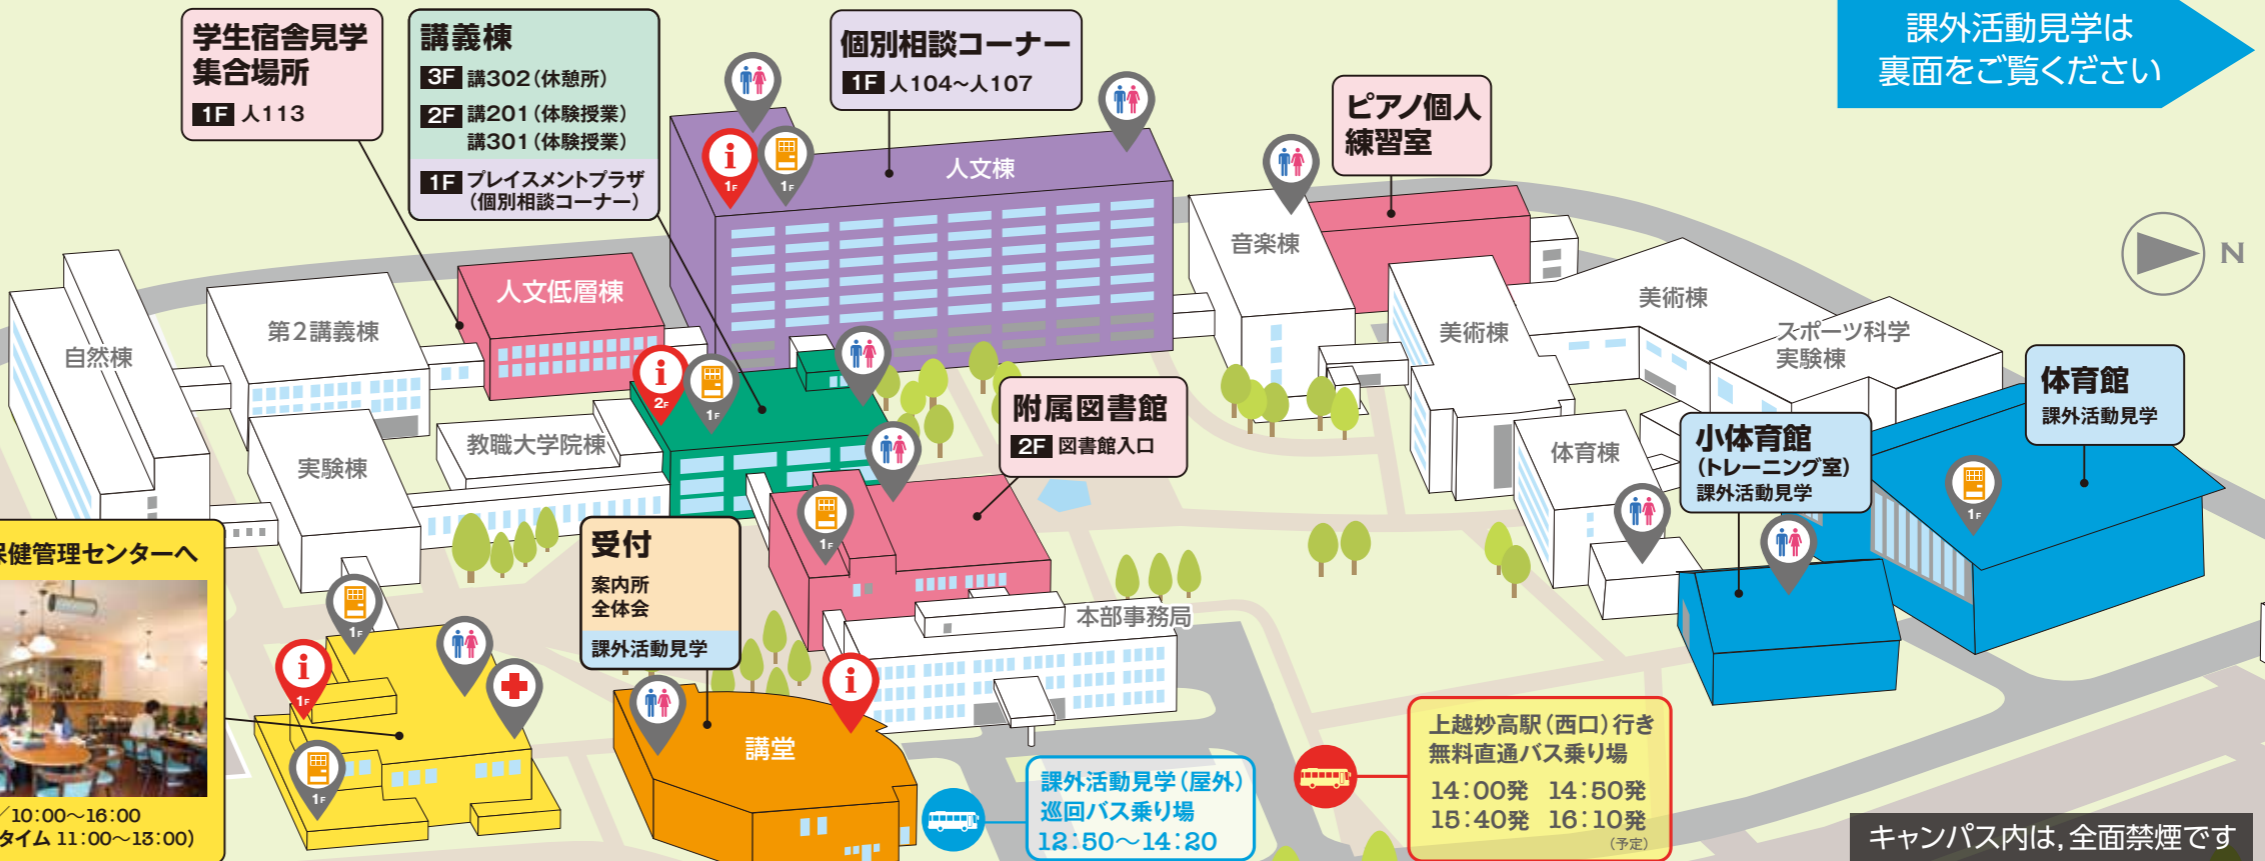 学生宿舎見学
集合場所
1F 人113
講義棟
3F 講302（休憩所）
2F 講201（体験授業）
講301（体験授業）
1F プレイスメントプラザ
（個別相談コーナー）
個別相談コーナー
1F 人104～人107
ピアノ個人
練習室
課外活動見学は
裏面をご覧ください
1F
1F
人文棟
音楽棟
N
人文低層棟
第2講義棟
自然棟
美術棟
美術棟
スポーツ科学
実験棟
体育館
課外活動見学
2F
1F
附属図書館
2F 図書館入口
小体育館
（トレーニング室）
課外活動見学
教職大学院棟
実験棟
体育棟
1F
1F
保健管理センターへ
受付
案内所
全体会
課外活動見学
本部事務局
1F
1F
1F
講堂
／10：00～16：00
タイム 11：00～13：00）
課外活動見学（屋外）
巡回バス乗り場
12：50～14：20
上越妙高駅（西口）行き
無料直通バス乗り場
14：00発 14：50発
15：40発 16：10発
（予定）
キャンパス内は，全面禁煙です